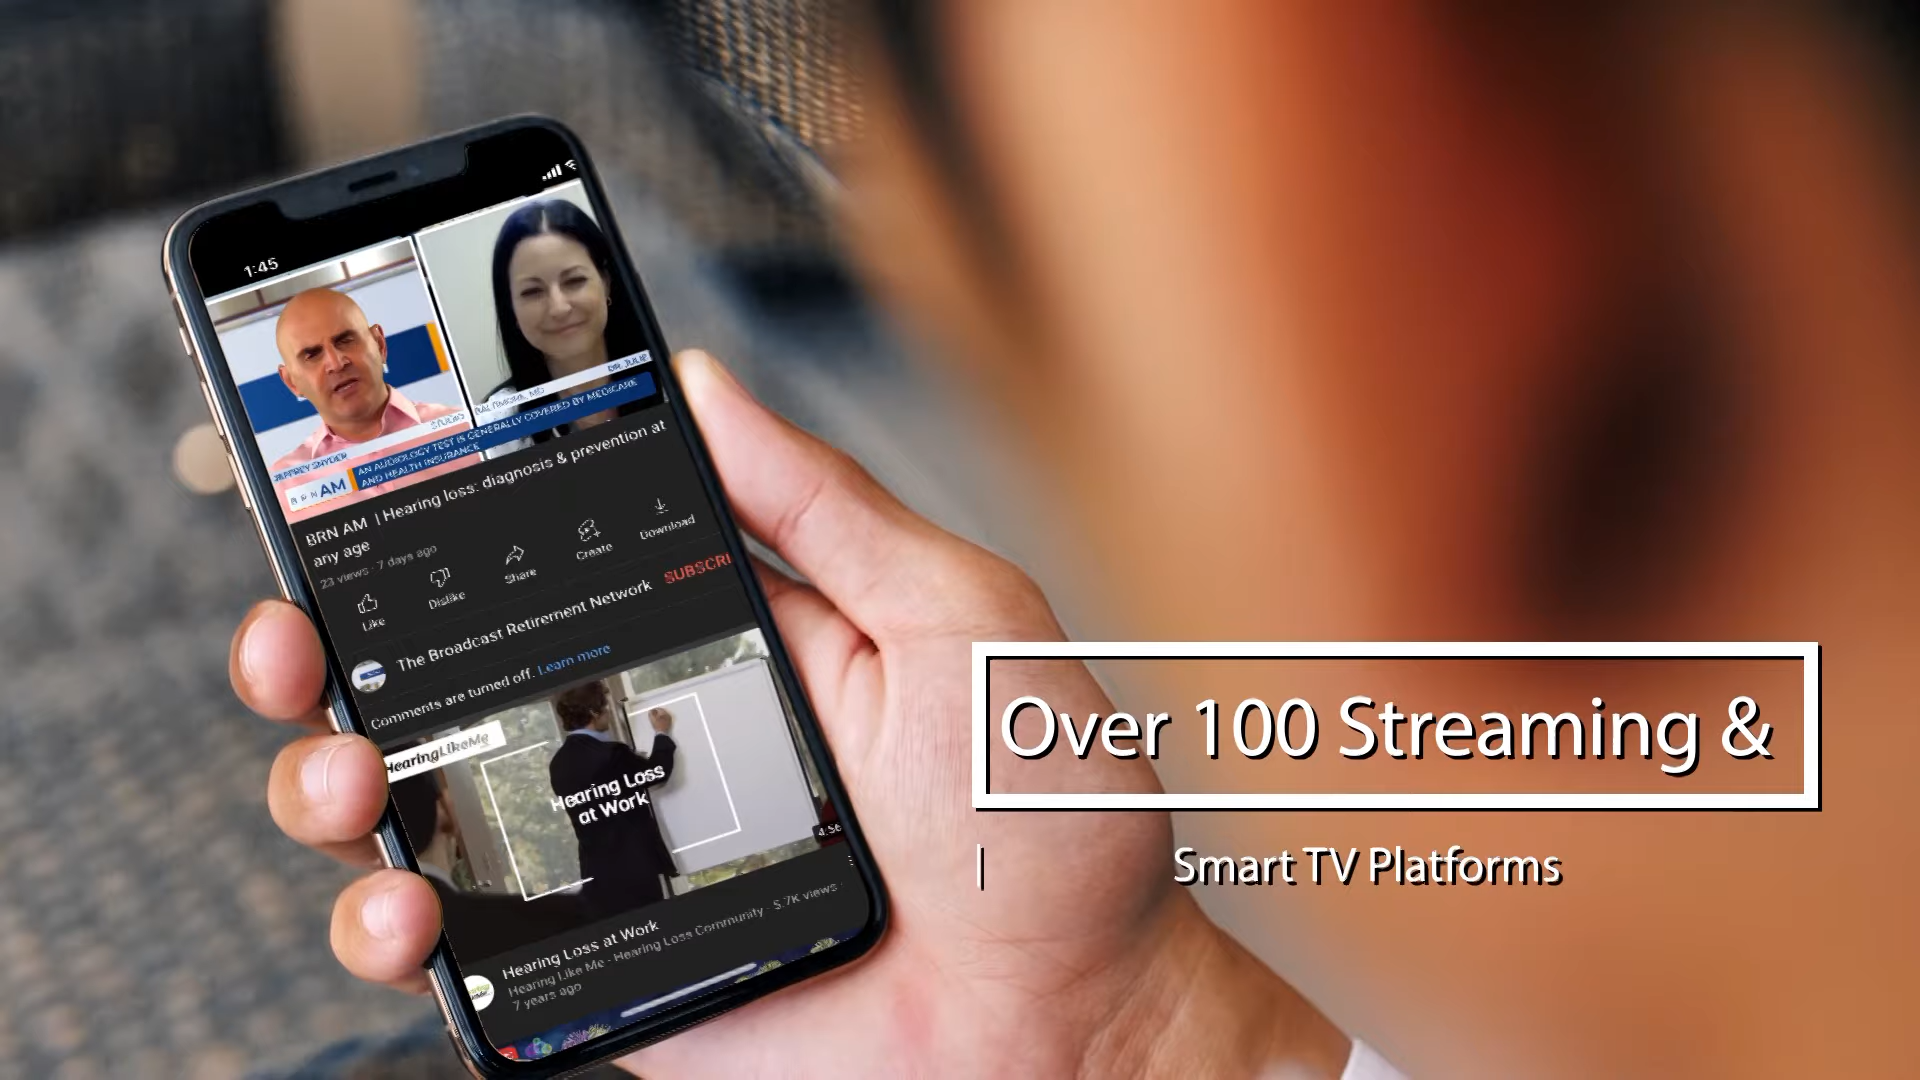 1:45
DR. JULIE
BALTIMORE, MD
STUDIO
JEFFREY SNYDER
AN AUDIOLOGY TEST IS GENERALLY COVERED BY MEDICARE
AND HEALTH INSURANCE
BRN AM
BRN AM | Hearing loss: diagnosis & prevention at
any age
23 views · 7 days ago
Like
Dislike
Share
Create
Download
The Broadcast Retirement Network
SUBSCRI
Comments are turned off. Learn more
HearingLikeMe
Hearing Loss
at Work
4:56
Hearing Loss at Work
Hearing Like Me · Hearing Loss Community · 5.7K views ·
7 years ago
Over 100 Streaming &
| Smart TV Platforms